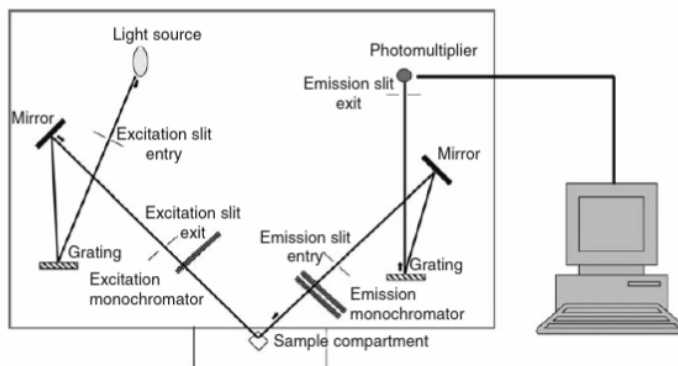 Light source
Photomultiplier
Emission slit
exit
Mirror
Excitation slit
entry
Mirror
Excitation slit
exit
Emission slit
entry
Grating
Grating
Excitation
monochromator
Emission
monochromator
Sample compartment